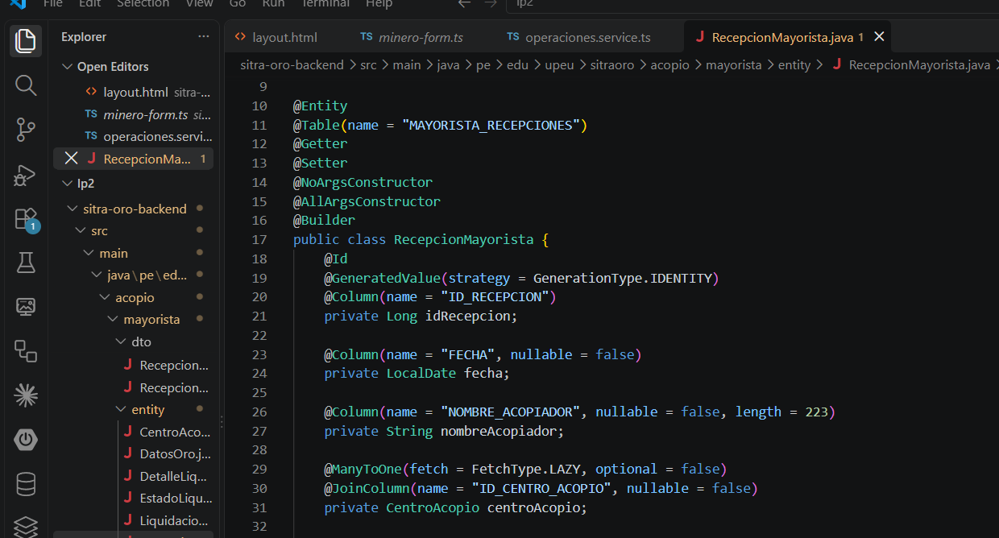 File Edit Selection View Go Run Terminal Help lp2
Explorer
Open Editors
layout.html sitra-...
TS minero-form.ts si...
TS operaciones.servi...
J RecepcionMa... 1
lp2
sitra-oro-backend
src
main
java\pe\ed...
acopio
mayorista
dto
J Recepcion...
J Recepcion...
entity
J CentroAco...
J DatosOro.j...
J DetalleLiq...
J EstadoLiqu...
J Liquidacio...
1
layout.html TS minero-form.ts TS operaciones.service.ts J RecepcionMayorista.java 1
sitra-oro-backend > src > main > java > pe > edu > upeu > sitraoro > acopio > mayorista > entity > J RecepcionMayorista.java >
9
10 @Entity
11 @Table(name = "MAYORISTA_RECEPCIONES")
12 @Getter
13 @Setter
14 @NoArgsConstructor
15 @AllArgsConstructor
16 @Builder
17 public class RecepcionMayorista {
18 @Id
19 @GeneratedValue(strategy = GenerationType.IDENTITY)
20 @Column(name = "ID_RECEPCION")
21 private Long idRecepcion;
22
23 @Column(name = "FECHA", nullable = false)
24 private LocalDate fecha;
25
26 @Column(name = "NOMBRE_ACOPIADOR", nullable = false, length = 223)
27 private String nombreAcopiador;
28
29 @ManyToOne(fetch = FetchType.LAZY, optional = false)
30 @JoinColumn(name = "ID_CENTRO_ACOPIO", nullable = false)
31 private CentroAcopio centroAcopio;
32